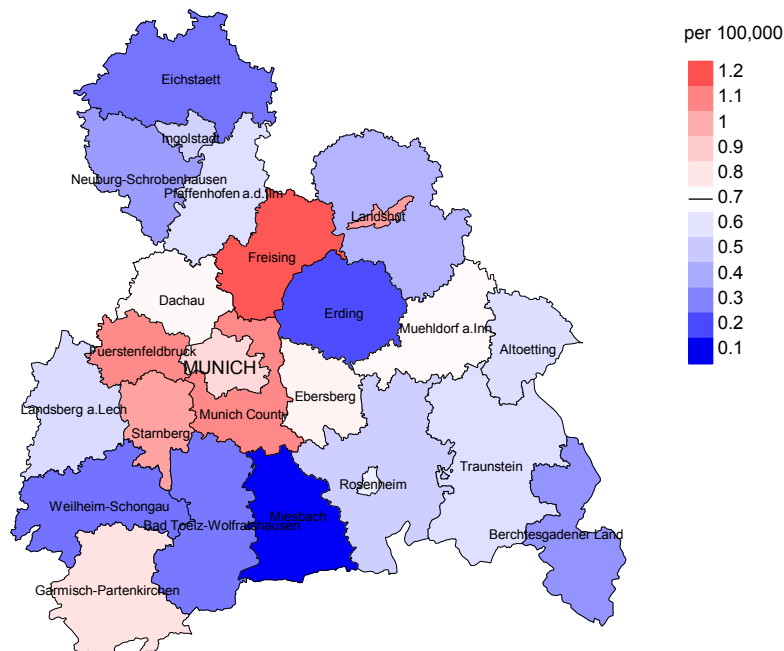 per 100,000
1.2
1.1
1
0.9
0.8
0.7
0.6
0.5
0.4
0.3
0.2
0.1
Eichstaett
Ingolstadt
Neuburg-Schrobenhausen
Pfaffenhofen a.d.Ilm
Landshut
Freising
Dachau
Erding
Muehldorf a.Inn
Altoetting
Fuerstenfeldbruck
MUNICH
Ebersberg
Landsberg a.Lech
Munich County
Starnberg
Traunstein
Rosenheim
Weilheim-Schongau
Miesbach
Bad Toelz-Wolfratshausen
Berchtesgadener Land
Garmisch-Partenkirchen